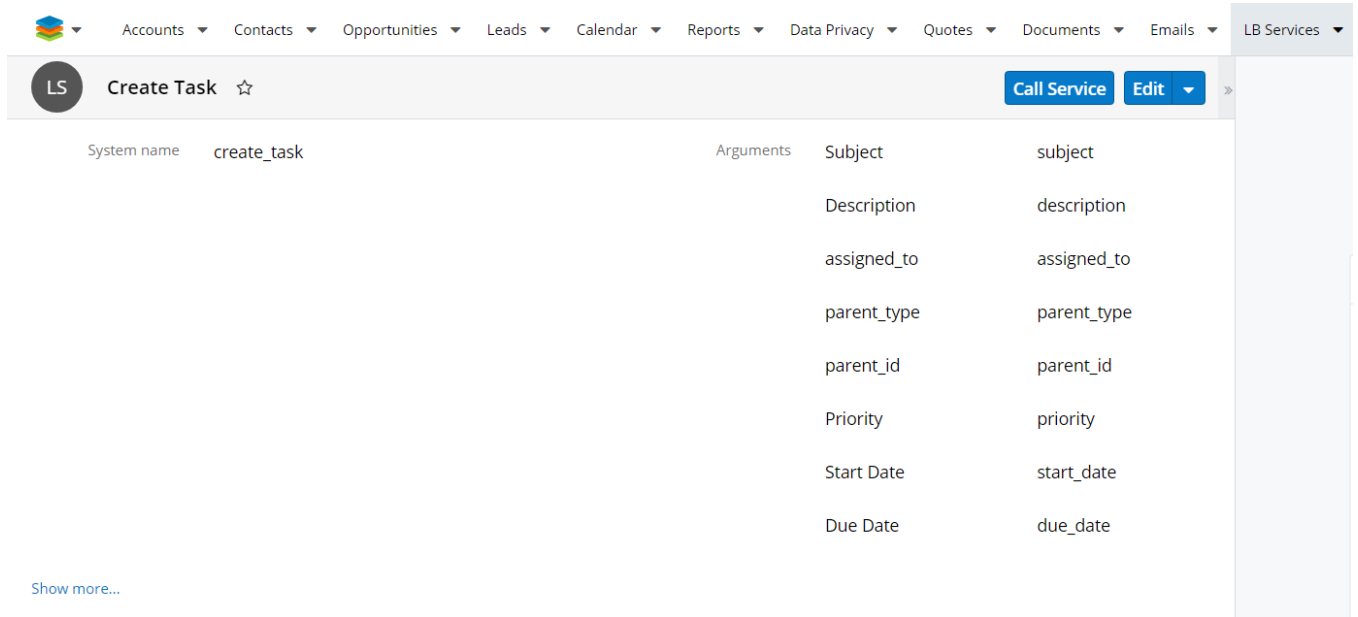 Accounts Contacts Opportunities Leads Calendar Reports Data Privacy Quotes Documents Emails LB Services
LS Create Task Call Service Edit »
System name create_task Arguments Subject subject
Description description
assigned_to assigned_to
parent_type parent_type
parent_id parent_id
Priority priority
Start Date start_date
Due Date due_date
Show more...